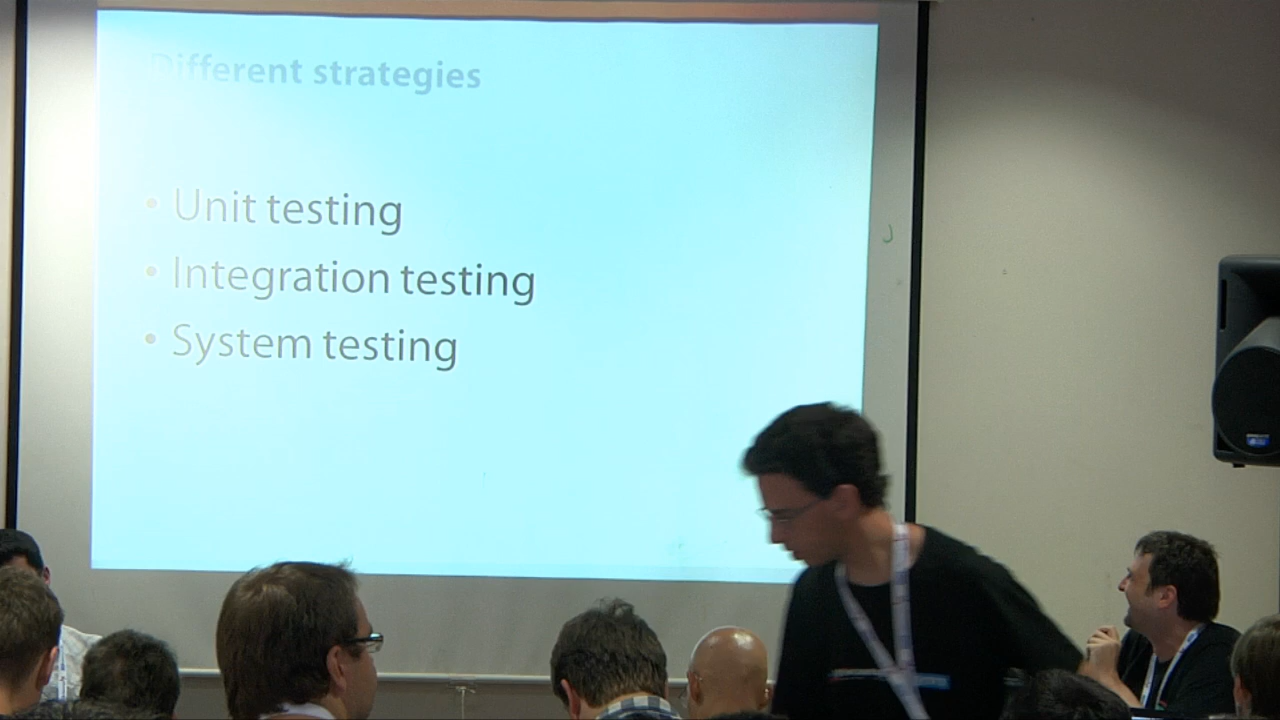 Different strategies
• Unit testing
• Integration testing
• System testing